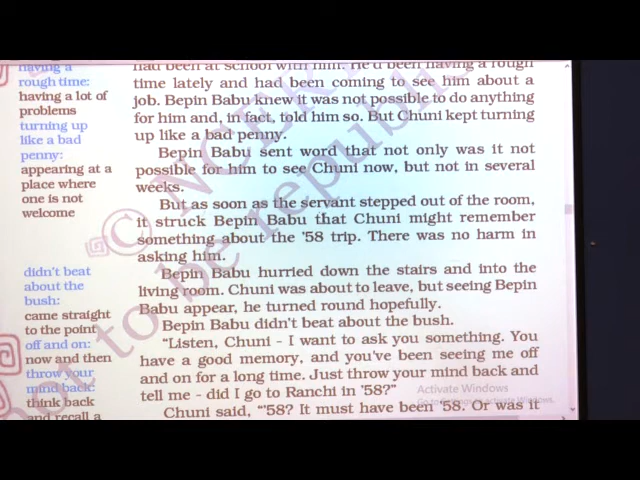 having a
rough time:
having a lot of
problems
turning up
like a bad
penny:
appearing at a
place where
one is not
welcome
didn't beat
about the
bush:
came straight
to the point
off and on:
now and then
throw your
mind back:
think back
and recall a
had been at school with him. He'd been having a rough
time lately and had been coming to see him about a
job. Bepin Babu knew it was not possible to do anything
for him and, in fact, told him so. But Chuni kept turning
up like a bad penny.
Bepin Babu sent word that not only was it not
possible for him to see Chuni now, but not in several
weeks.
But as soon as the servant stepped out of the room,
it struck Bepin Babu that Chuni might remember
something about the '58 trip. There was no harm in
asking him.
Bepin Babu hurried down the stairs and into the
living room. Chuni was about to leave, but seeing Bepin
Babu appear, he turned round hopefully.
Bepin Babu didn't beat about the bush.
"Listen, Chuni - I want to ask you something. You
have a good memory, and you've been seeing me off
and on for a long time. Just throw your mind back and
tell me - did I go to Ranchi in '58?"
Chuni said, "'58? It must have been '58. Or was it
© NCERT
not to be republi
Activate Windows
Go to Settings to activate Windows.